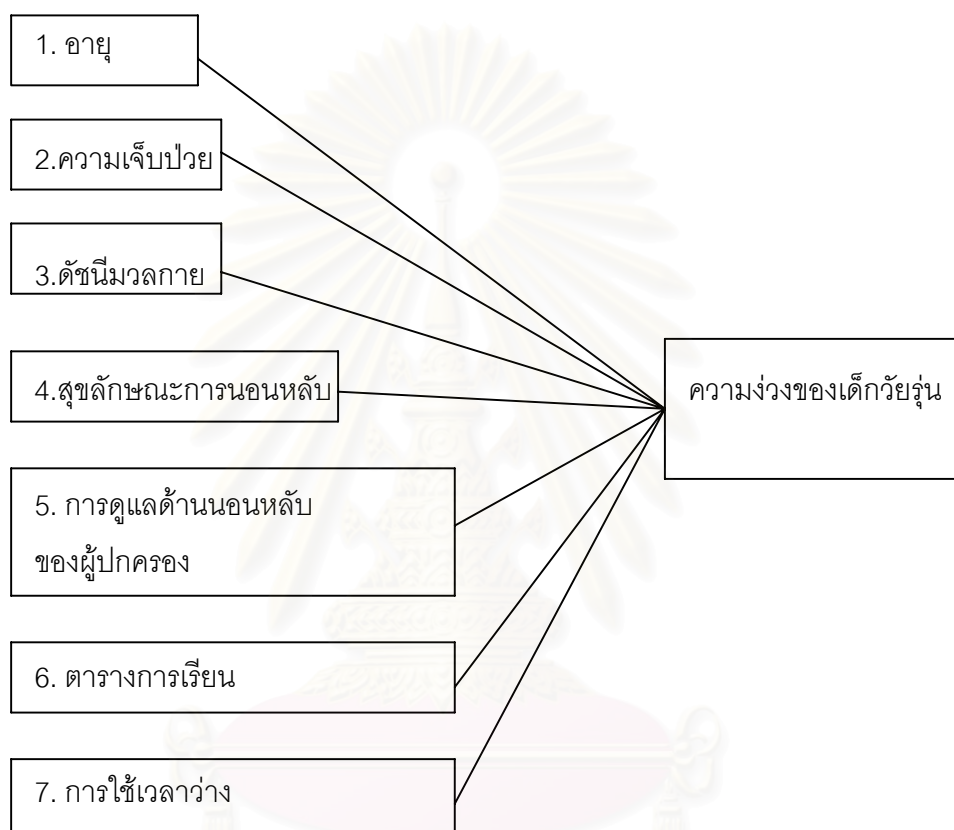 1. อายุ
2.ความเจ็บป่วย
3.ดัชนีมวลกาย
4.สุขลักษณะการนอนหลับ
ความง่วงของเด็กวัยรุ่น
5. การดูแลด้านนอนหลับ
ของผู้ปกครอง
6. ตารางการเรียน
7. การใช้เวลาว่าง